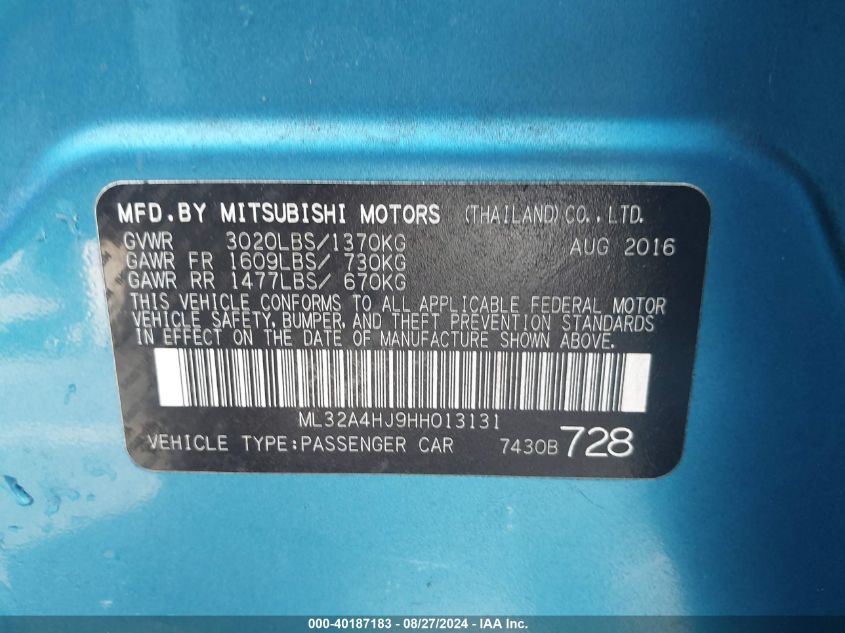 MFD.BY MITSUBISHI MOTORS (THAILAND) CO., LTD.
GVWR 3020LBS/1370KG AUG 2016
GAWR FR 1609LBS/ 730KG
GAWR RR 1477LBS/ 670KG
THIS VEHICLE CONFORMS TO ALL APPLICABLE FEDERAL MOTOR
VEHICLE SAFETY, BUMPER, AND THEFT PREVENTION STANDARDS
IN EFFECT ON THE DATE OF MANUFACTURE SHOWN ABOVE.
ML32A4HJ9HH013131
VEHICLE TYPE:PASSENGER CAR 7430B 728
000-40187183 - 08/27/2024 - IAA Inc.